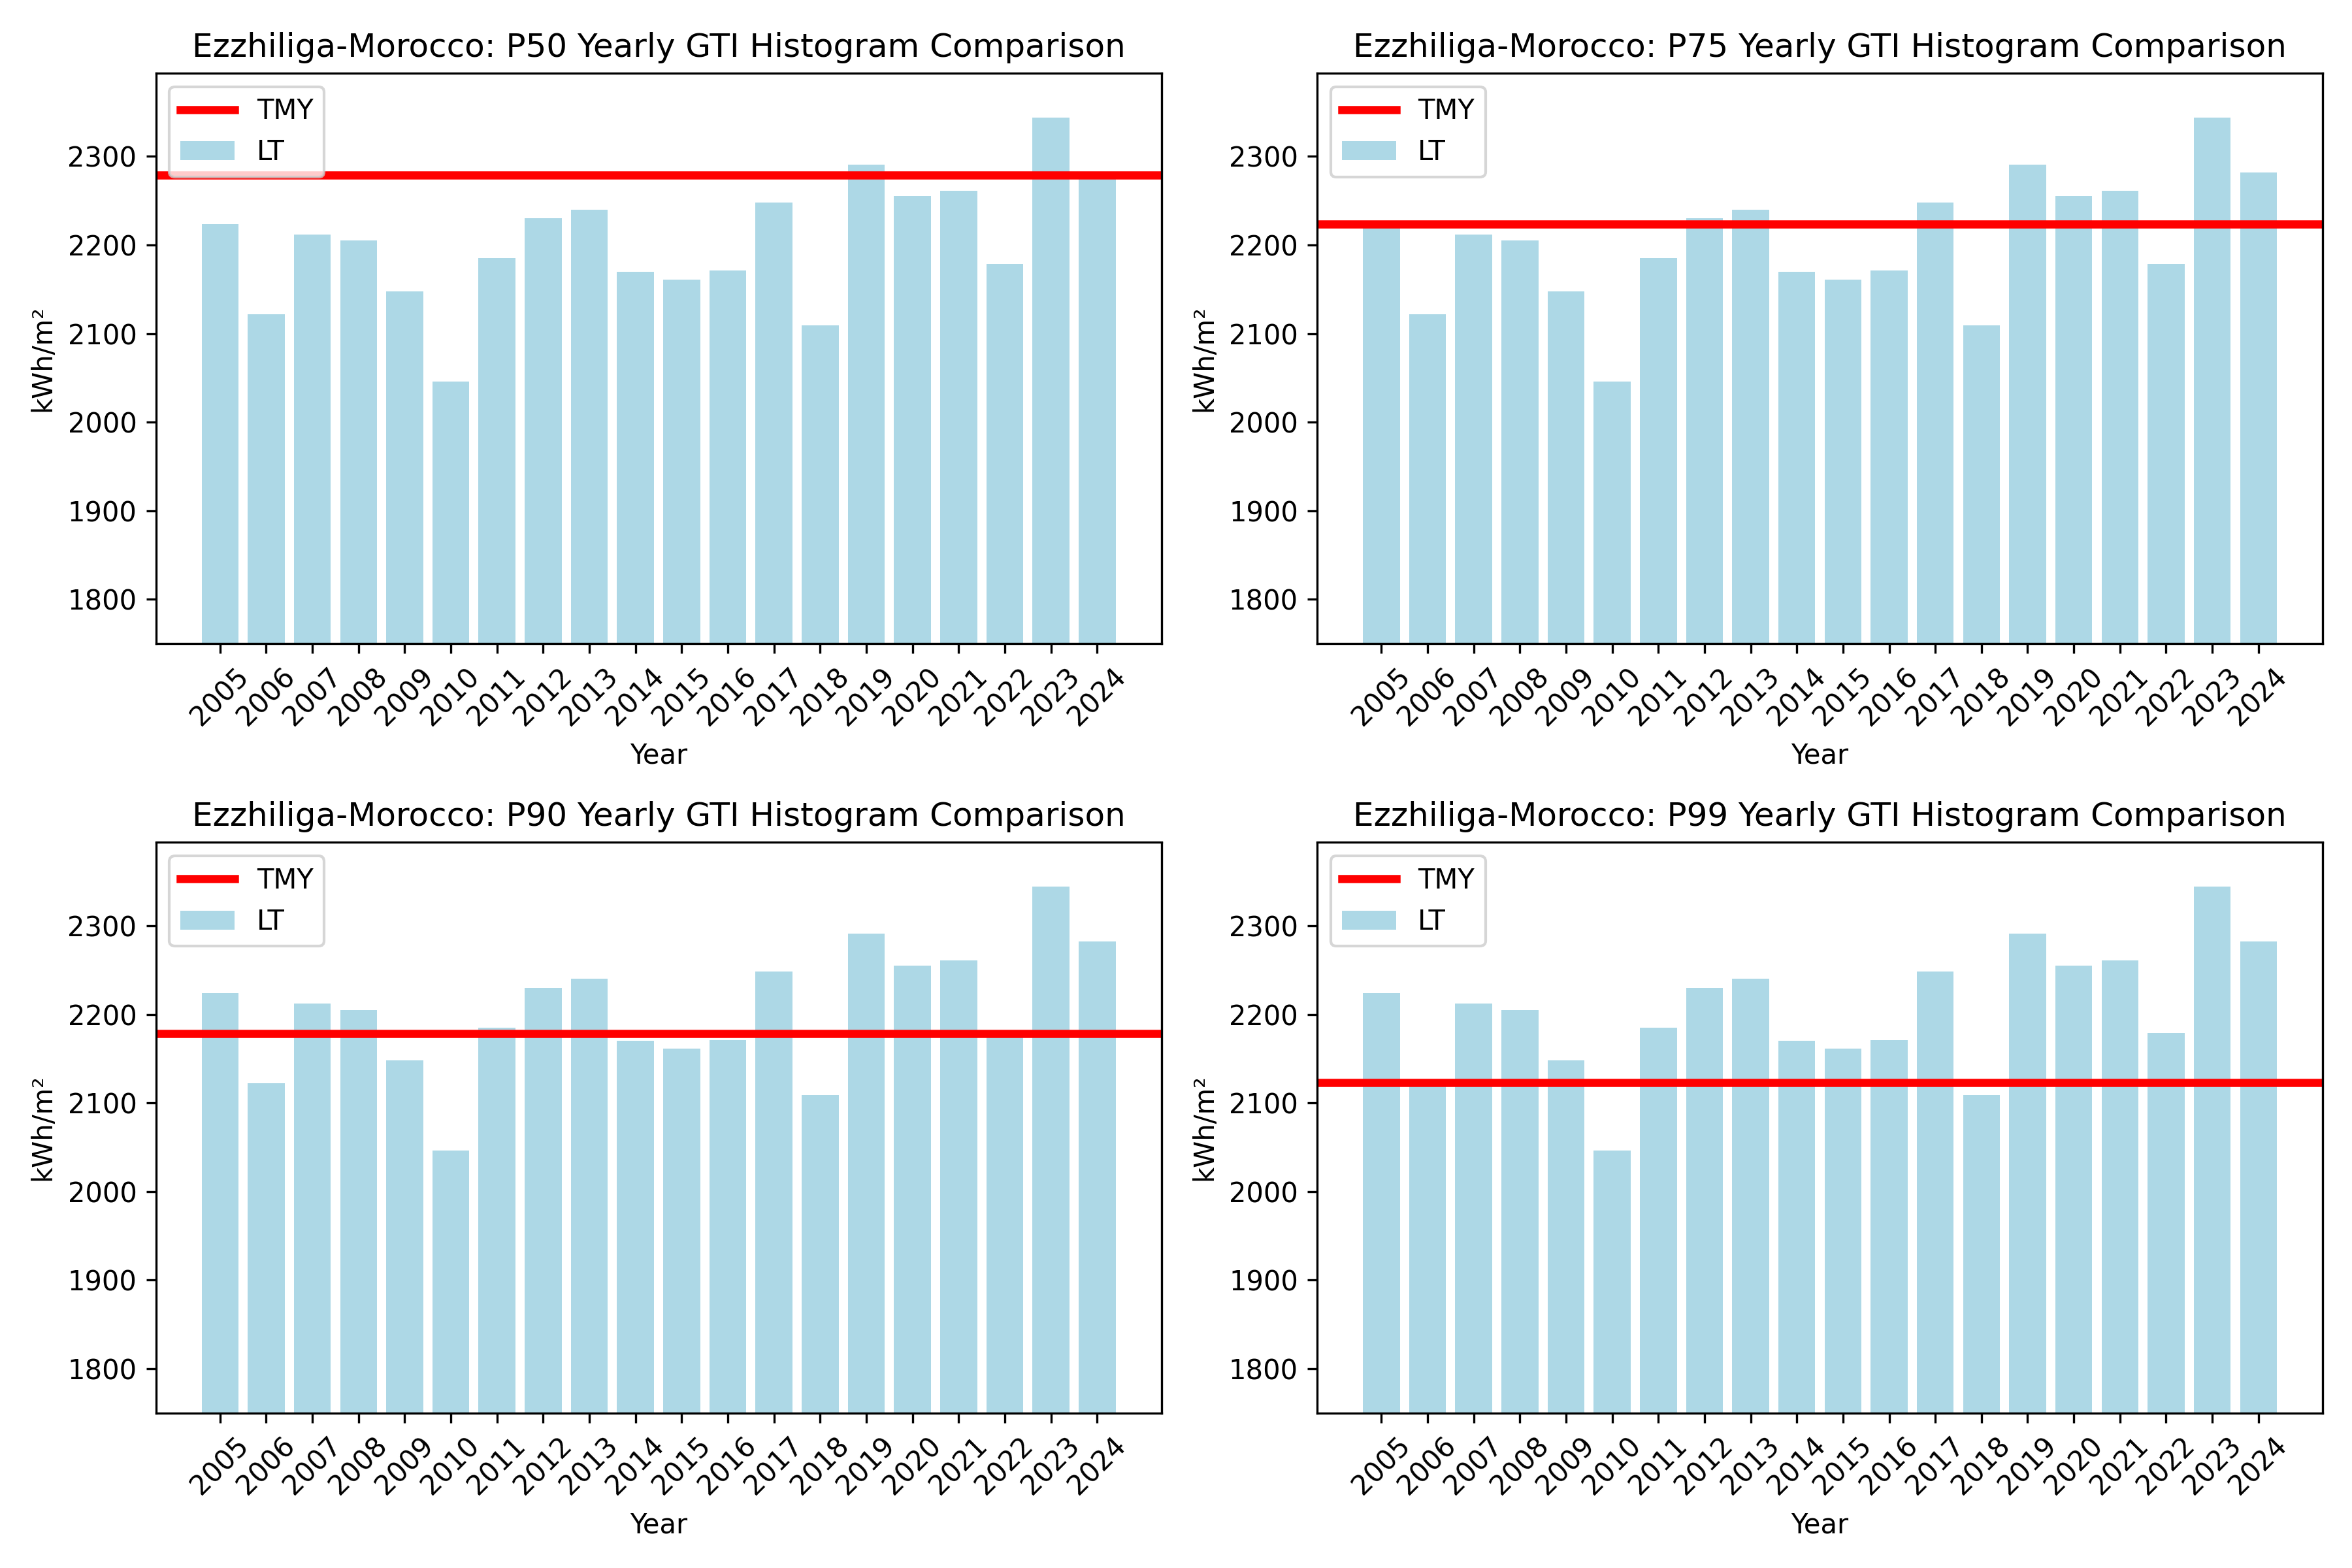 Ezzhiliga-Morocco: P50 Yearly GTI Histogram Comparison
TMY
LT
2300
2200
2100
2000
1900
1800
kWh/m²
2005 2006 2007 2008 2009 2010 2011 2012 2013 2014 2015 2016 2017 2018 2019 2020 2021 2022 2023 2024
Year
Ezzhiliga-Morocco: P75 Yearly GTI Histogram Comparison
TMY
LT
2300
2200
2100
2000
1900
1800
kWh/m²
2005 2006 2007 2008 2009 2010 2011 2012 2013 2014 2015 2016 2017 2018 2019 2020 2021 2022 2023 2024
Year
Ezzhiliga-Morocco: P90 Yearly GTI Histogram Comparison
TMY
LT
2300
2200
2100
2000
1900
1800
kWh/m²
2005 2006 2007 2008 2009 2010 2011 2012 2013 2014 2015 2016 2017 2018 2019 2020 2021 2022 2023 2024
Year
Ezzhiliga-Morocco: P99 Yearly GTI Histogram Comparison
TMY
LT
2300
2200
2100
2000
1900
1800
kWh/m²
2005 2006 2007 2008 2009 2010 2011 2012 2013 2014 2015 2016 2017 2018 2019 2020 2021 2022 2023 2024
Year